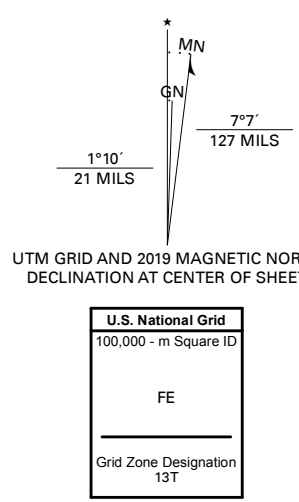 ★
MN
GN
7°7´
127 MILS
1°10´
21 MILS
UTM GRID AND 2019 MAGNETIC NOR
DECLINATION AT CENTER OF SHEET
U.S. National Grid
100,000 - m Square ID
FE
Grid Zone Designation
13T